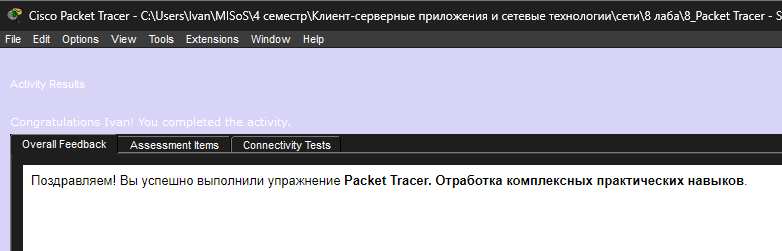 Cisco Packet Tracer - C:\Users\Ivan\MISoS\4 семестр\Клиент-серверные приложения и сетевые технологии\сети\8 лаба\8_Packet Tracer - S
File Edit Options View Tools Extensions Window Help
Activity Results
Congratulations Ivan! You completed the activity.
Overall Feedback Assessment Items Connectivity Tests
Поздравляем! Вы успешно выполнили упражнение Packet Tracer. Отработка комплексных практических навыков.